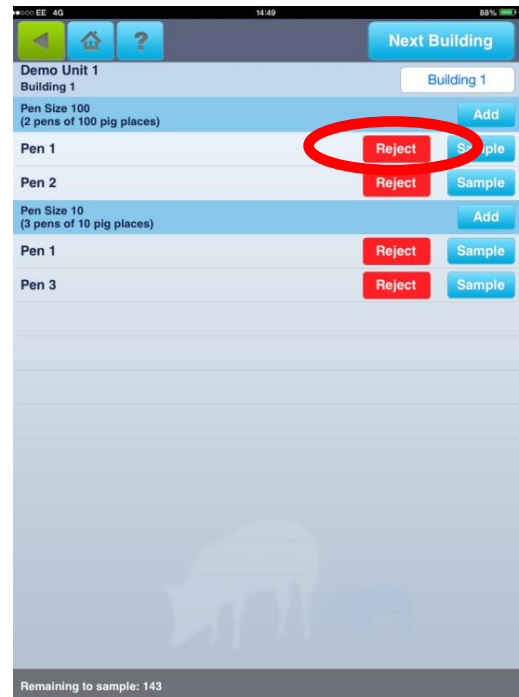 EE 4G 14:49 88%
? Next Building
Demo Unit 1
Building 1
Building 1
Pen Size 100
(2 pens of 100 pig places)
Add
Pen 1 Reject Sample
Pen 2 Reject Sample
Pen Size 10
(3 pens of 10 pig places)
Add
Pen 1 Reject Sample
Pen 3 Reject Sample
Remaining to sample: 143